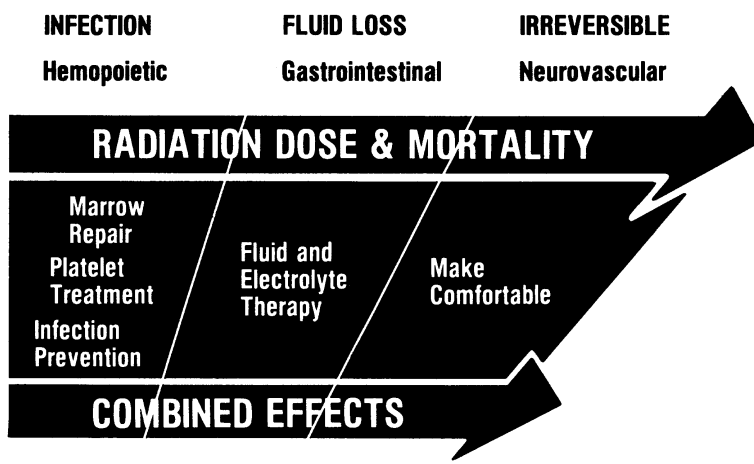 INFECTION
FLUID LOSS
IRREVERSIBLE
Hemopoietic
Gastrointestinal
Neurovascular
RADIATION DOSE & MORTALITY
Marrow
Repair
Platelet
Treatment
Infection
Prevention
Fluid and
Electrolyte
Therapy
Make
Comfortable
COMBINED EFFECTS